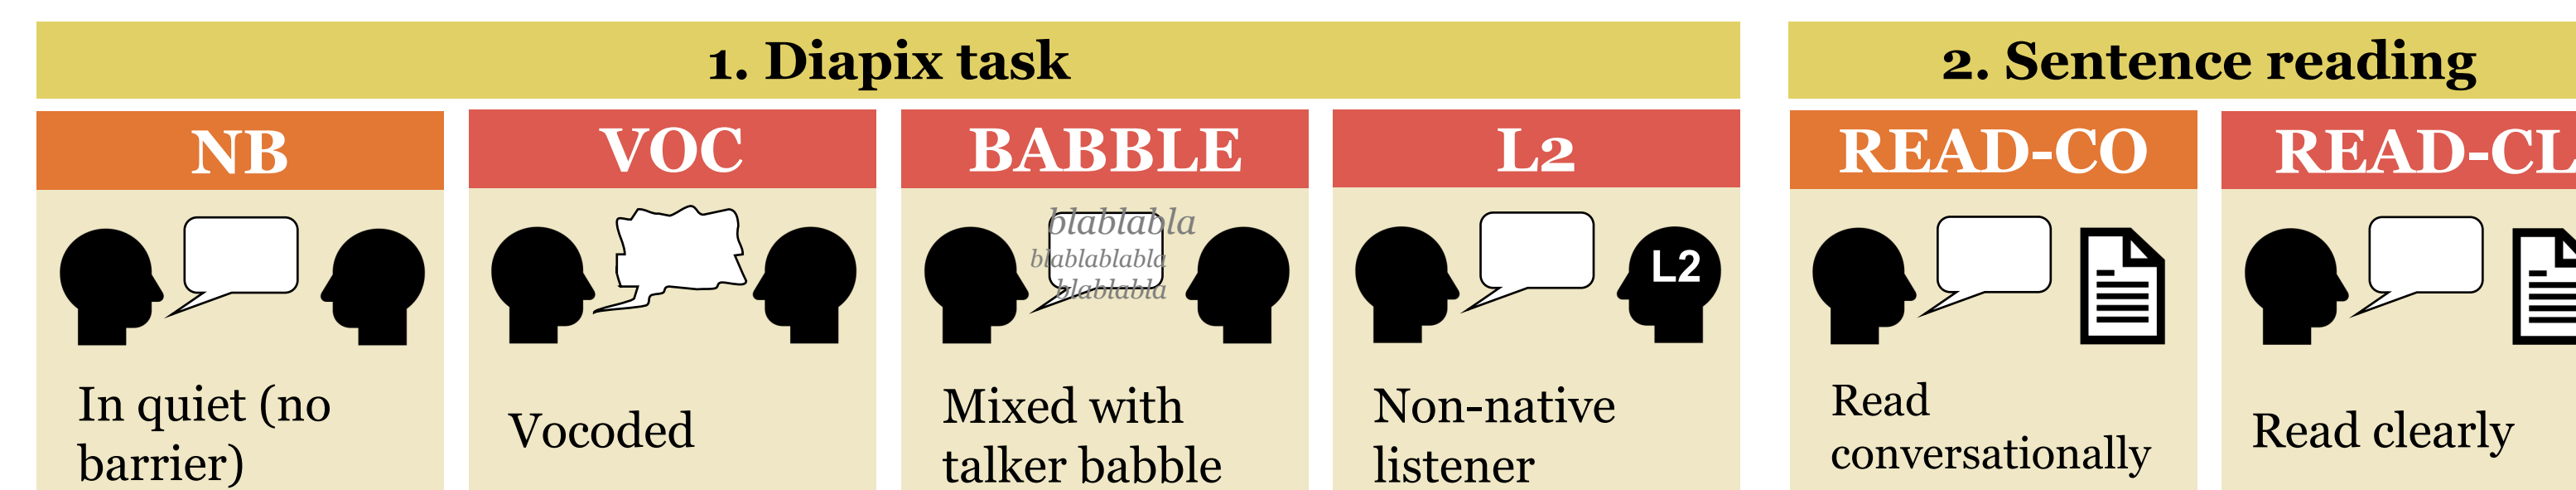 1. Diapix task
2. Sentence reading
NB
VOC
BABBLE
L2
READ-CO
READ-CL
blablabla
blablablabla
blablabla
L2
In quiet (no
barrier)
Vocoded
Mixed with
talker babble
Non-native
listener
Read
conversationally
Read clearly